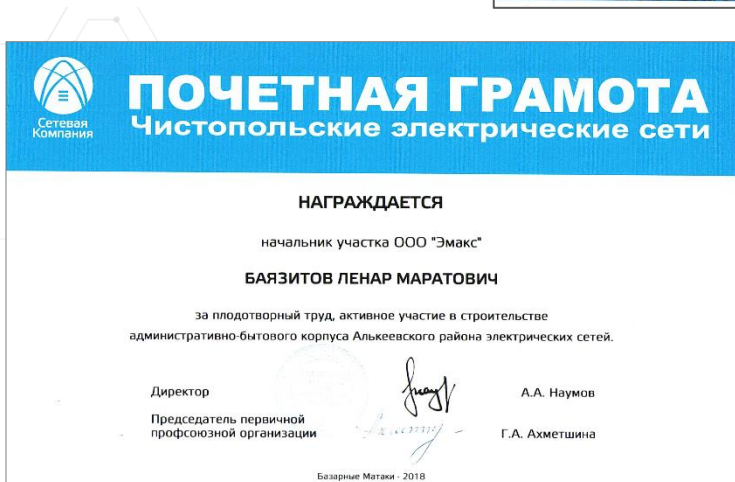 Сетевая
Компания
ПОЧЕТНАЯ ГРАМОТА
Чистопольские электрические сети
НАГРАЖДАЕТСЯ
начальник участка ООО "Эмакс"
БАЯЗИТОВ ЛЕНАР МАРАТОВИЧ
за плодотворный труд, активное участие в строительстве
административно-бытового корпуса Алькеевского района электрических сетей.
Директор
А.А. Наумов
Председатель первичной
профсоюзной организации
Г.А. Ахметшина
Базарные Матаки - 2018